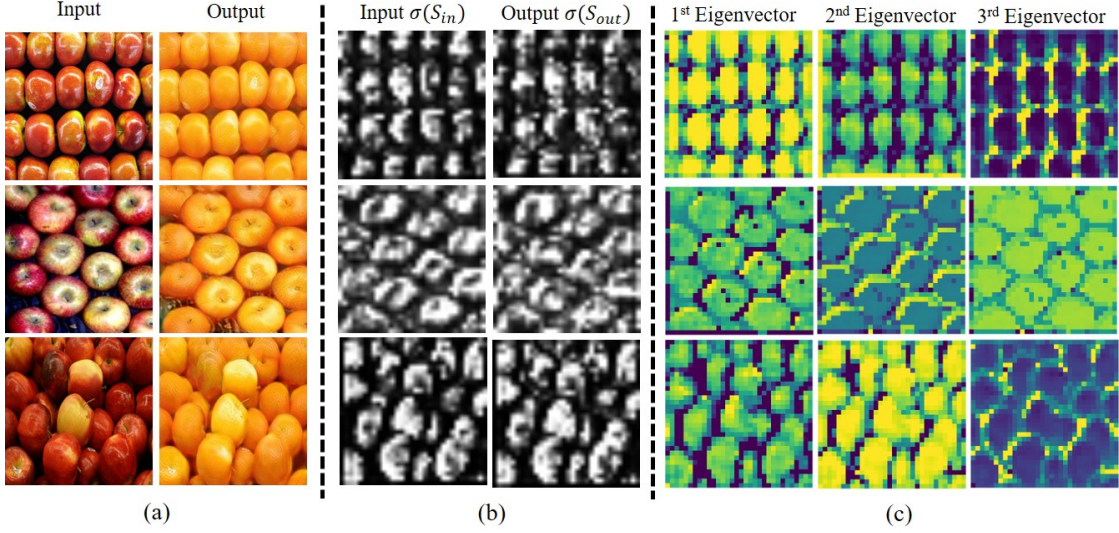 Input Output Input σ(S_in) Output σ(S_out) 1st Eigenvector 2nd Eigenvector 3rd Eigenvector
(a) (b) (c)